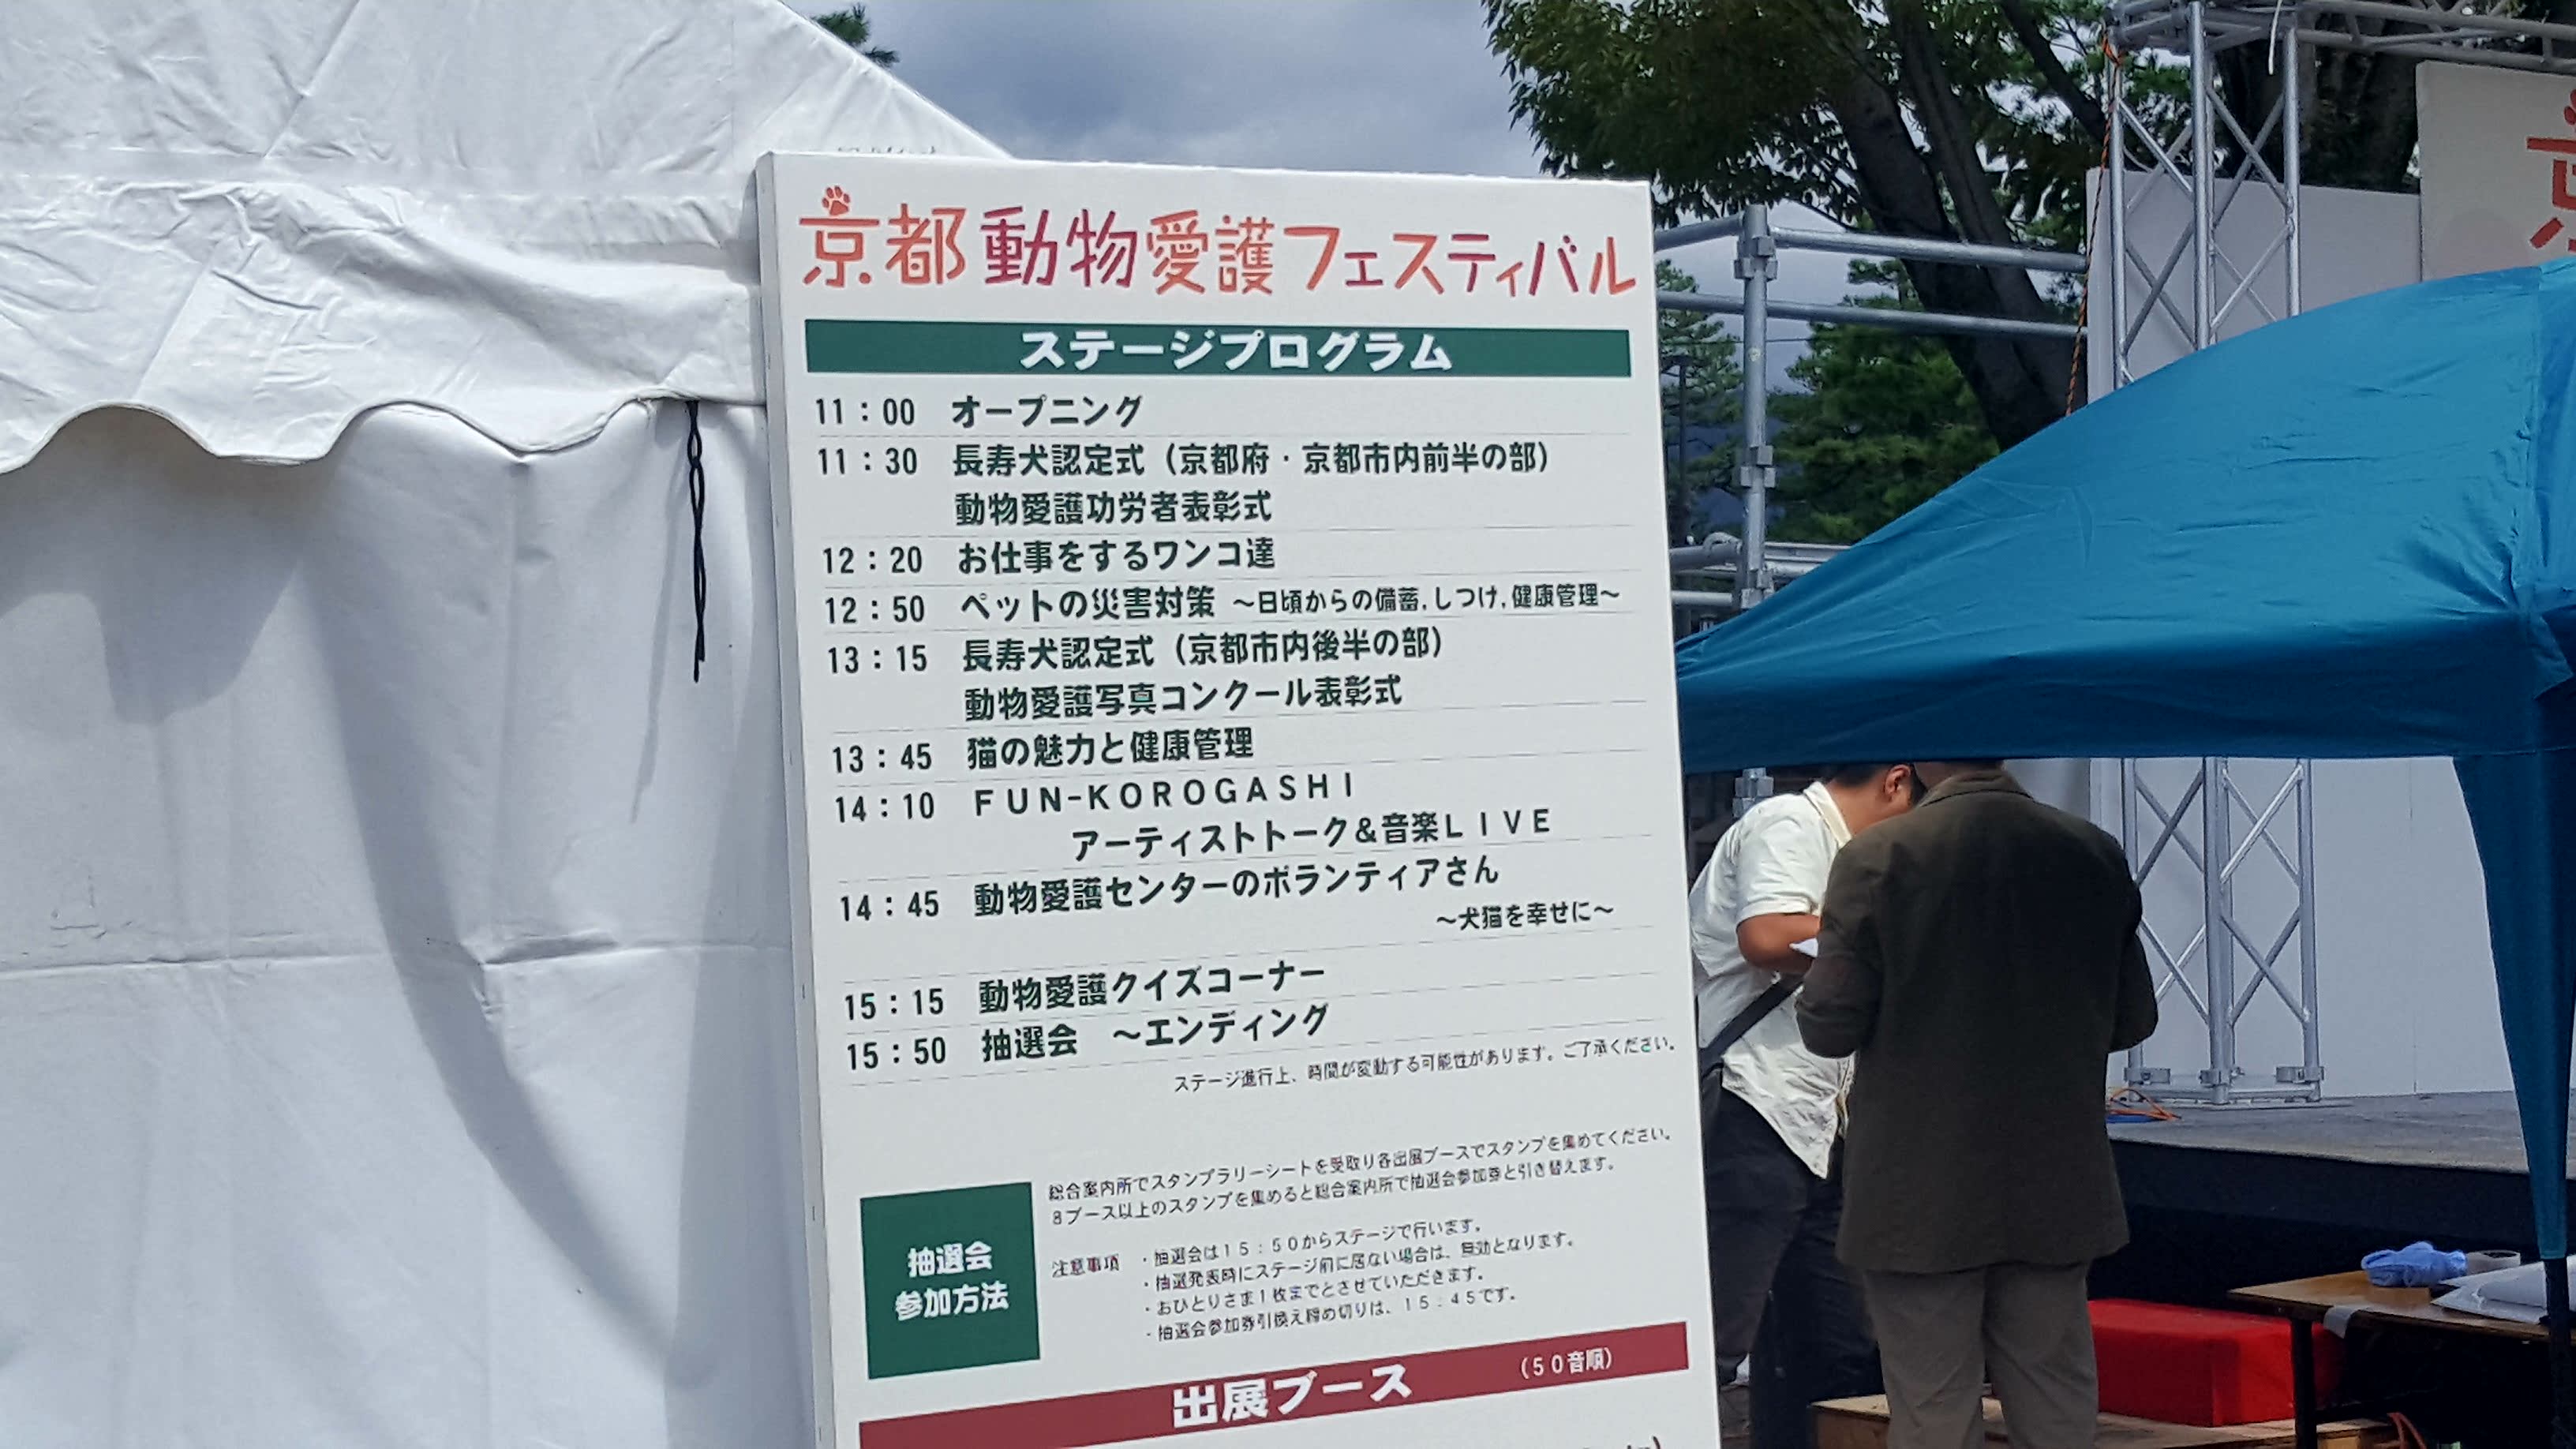 京都動物愛護フェスティバル
ステージプログラム
11：00 オープニング
11：30 長寿犬認定式（京都府・京都市内前半の部）
動物愛護功労者表彰式
12：20 お仕事をするワンコ達
12：50 ペットの災害対策 ～日頃からの備蓄,しつけ,健康管理～
13：15 長寿犬認定式（京都市内後半の部）
動物愛護写真コンクール表彰式
13：45 猫の魅力と健康管理
14：10 ＦＵＮ-ＫＯＲＯＧＡＳＨＩ
アーティストトーク＆音楽ＬＩＶＥ
14：45 動物愛護センターのボランティアさん
～犬猫を幸せに～
15：15 動物愛護クイズコーナー
15：50 抽選会 ～エンディング
ステージ進行上、時間が変動する可能性があります。ご了承ください。
抽選会
参加方法
総合案内所でスタンプラリーシートを受取り各出展ブースでスタンプを集めてください。
８ブース以上のスタンプを集めると総合案内所で抽選会参加券と引き替えます。
注意事項 ・抽選会は１５：５０からステージで行います。
・抽選発表時にステージ前に居ない場合は、無効となります。
・おひとりさま１枚までとさせていただきます。
・抽選会参加券引換え締め切りは、１５：４５です。
出展ブース （５０音順）